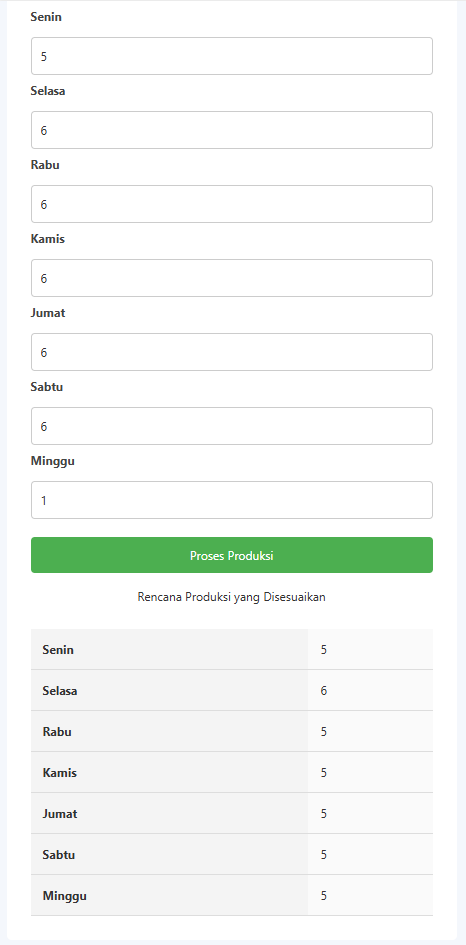 Senin
5
Selasa
6
Rabu
6
Kamis
6
Jumat
6
Sabtu
6
Minggu
1
Proses Produksi
Rencana Produksi yang Disesuaikan
Senin 5
Selasa 6
Rabu 5
Kamis 5
Jumat 5
Sabtu 5
Minggu 5